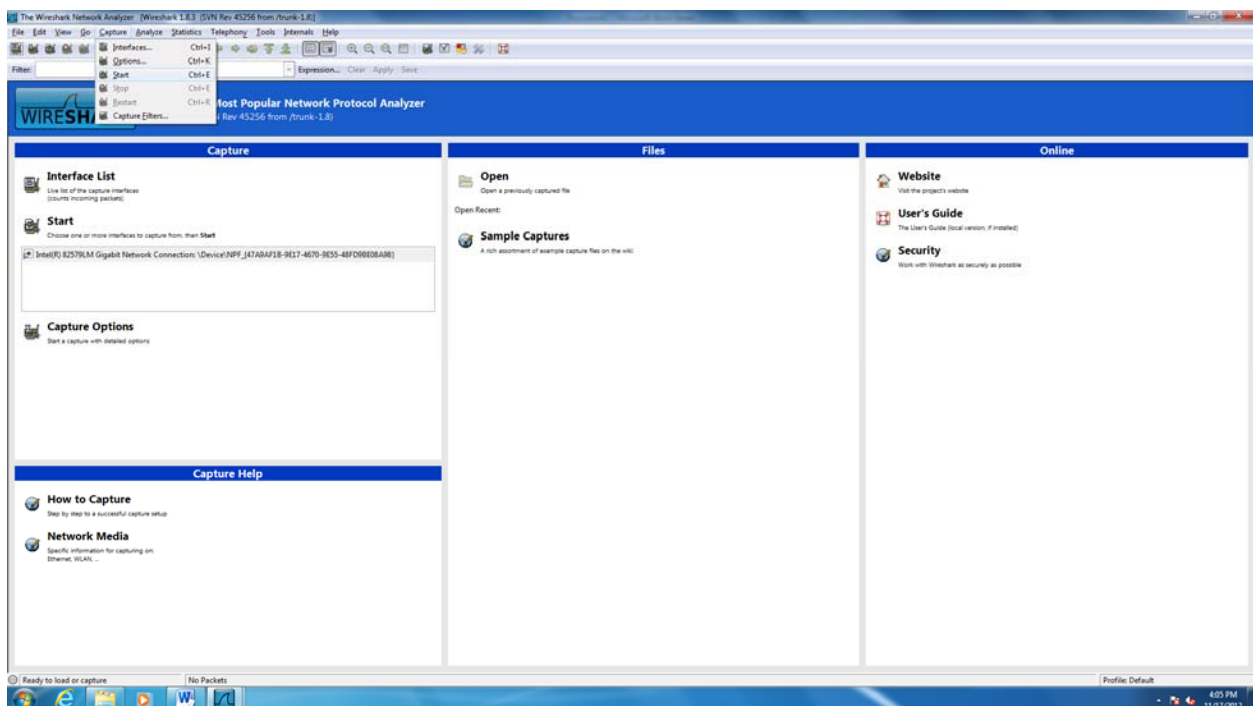 The Wireshark Network Analyzer [Wireshark 1.8.3 (SVN Rev 45256 from /trunk-1.8)]
File Edit View Go Capture Analyze Statistics Telephony Tools Internals Help
Interfaces... Ctrl+I
Options... Ctrl+K
Start Ctrl+E
Stop Ctrl+E
Restart Ctrl+R
Capture Filters...
Filter: Expression... Clear Apply Save
WIRESH
Most Popular Network Protocol Analyzer
Rev 45256 from /trunk-1.8)
Capture
Interface List
Live list of the capture interfaces
(counts incoming packets)
Start
Choose one or more interfaces to capture from, then Start
Intel(R) 82579LM Gigabit Network Connection:
Capture Options
Start a capture with detailed options
Capture Help
How to Capture
Step by step to a successful capture setup
Network Media
Specific information for capturing on:
Ethernet, WLAN, ...
Files
Open
Open a previously captured file
Open Recent:
Sample Captures
A rich assortment of example capture files on the wiki
Online
Website
Visit the project's website
User's Guide
The User's Guide (local version, if installed)
Security
Work with Wireshark as securely as possible
Ready to load or capture
No Packets
Profile: Default
4:05 PM